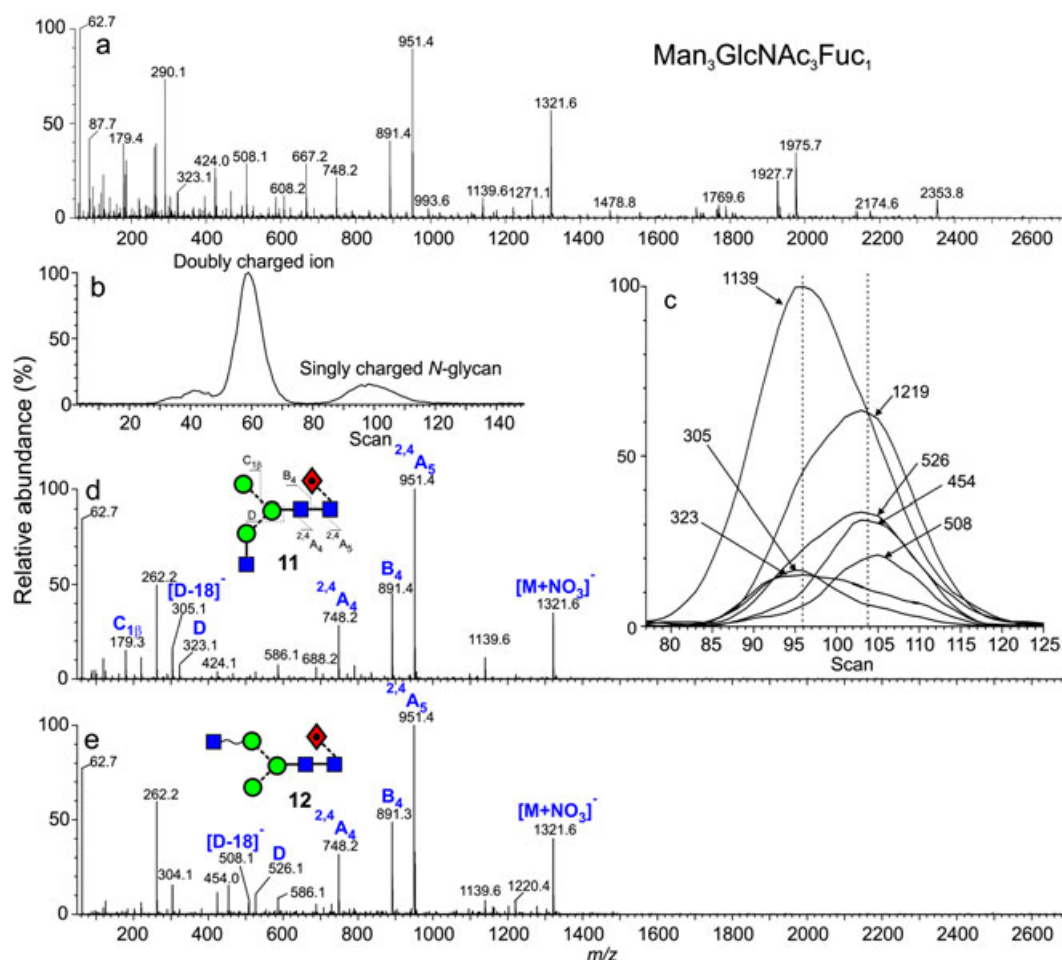 a
Man3GlcNAc3Fuc1
100
50
0
62.7
87.7
179.4
290.1
323.1
424.0
508.1
608.2
667.2
748.2
891.4
951.4
993.6
1139.6
1271.1
1321.6
1478.8
1769.6
1927.7
1975.7
2174.6
2353.8
200 400 600 800 1000 1200 1400 1600 1800 2000 2200 2400 2600
Relative abundance (%)
b
Doubly charged ion
Singly charged N-glycan
100
50
0
0 20 40 60 80 100 120 140
Scan
c
100
50
0
1139
1219
305
526
454
323
508
80 85 90 95 100 105 110 115 120 125
Scan
d
100
50
0
62.7
C1β
B4
D
2,4A4
2,4A5
11
C1β
179.3
262.2
[D-18]-
305.1
D
323.1
424.1
586.1
688.2
2,4A4
748.2
B4
891.4
2,4A5
951.4
1139.6
[M+NO3]-
1321.6
e
100
50
0
62.7
12
262.2
304.1
454.0
[D-18]-
508.1
D
526.1
586.1
2,4A4
748.2
B4
891.3
2,4A5
951.4
1139.6
1220.4
[M+NO3]-
1321.6
200 400 600 800 1000 1200 1400 1600 1800 2000 2200 2400 2600
m/z